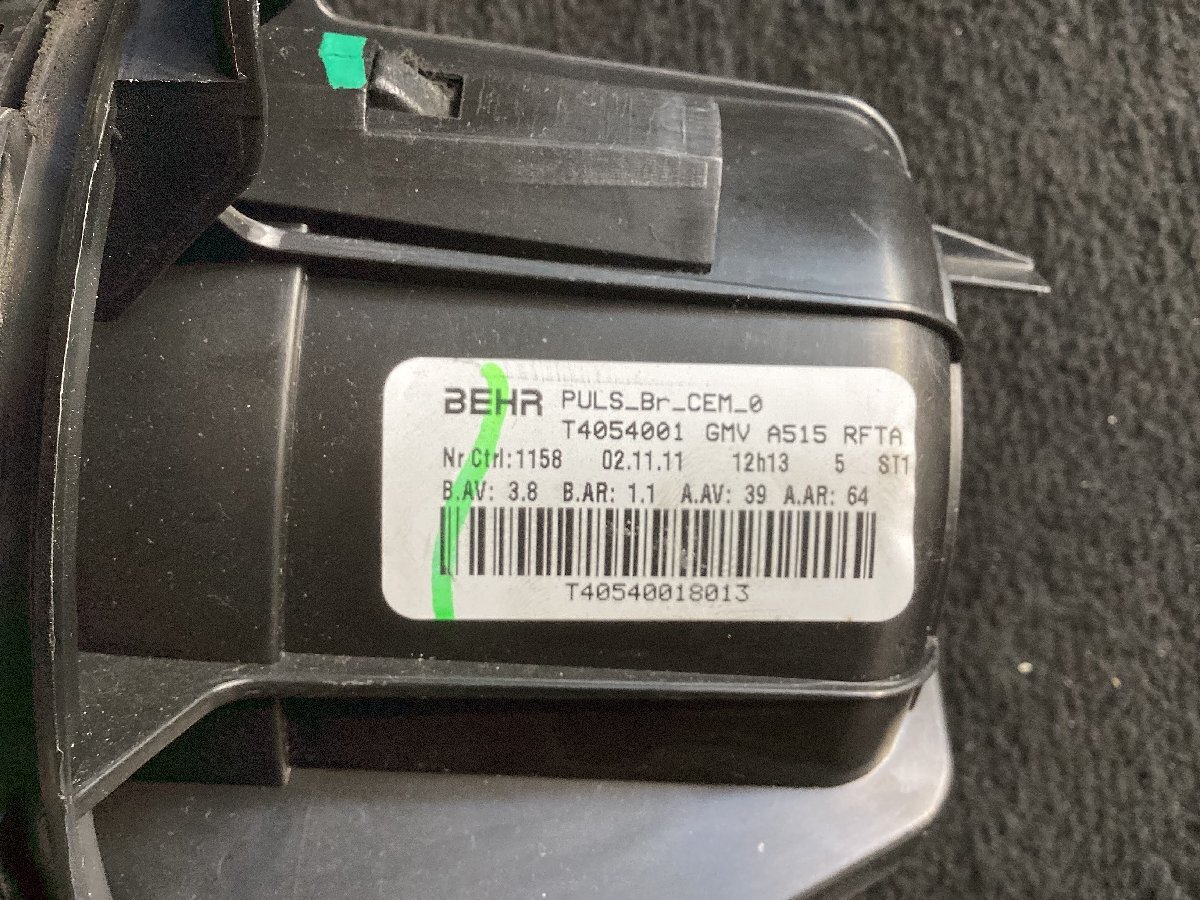 BEHR PULS_Br_CEM_0
T4054001 GMV A515 RFTA
Nr Ctrl:1158 02.11.11 12h13 5 ST1
B.AV: 3.8 B.AR: 1.1 A.AV: 39 A.AR: 64
T40540018013